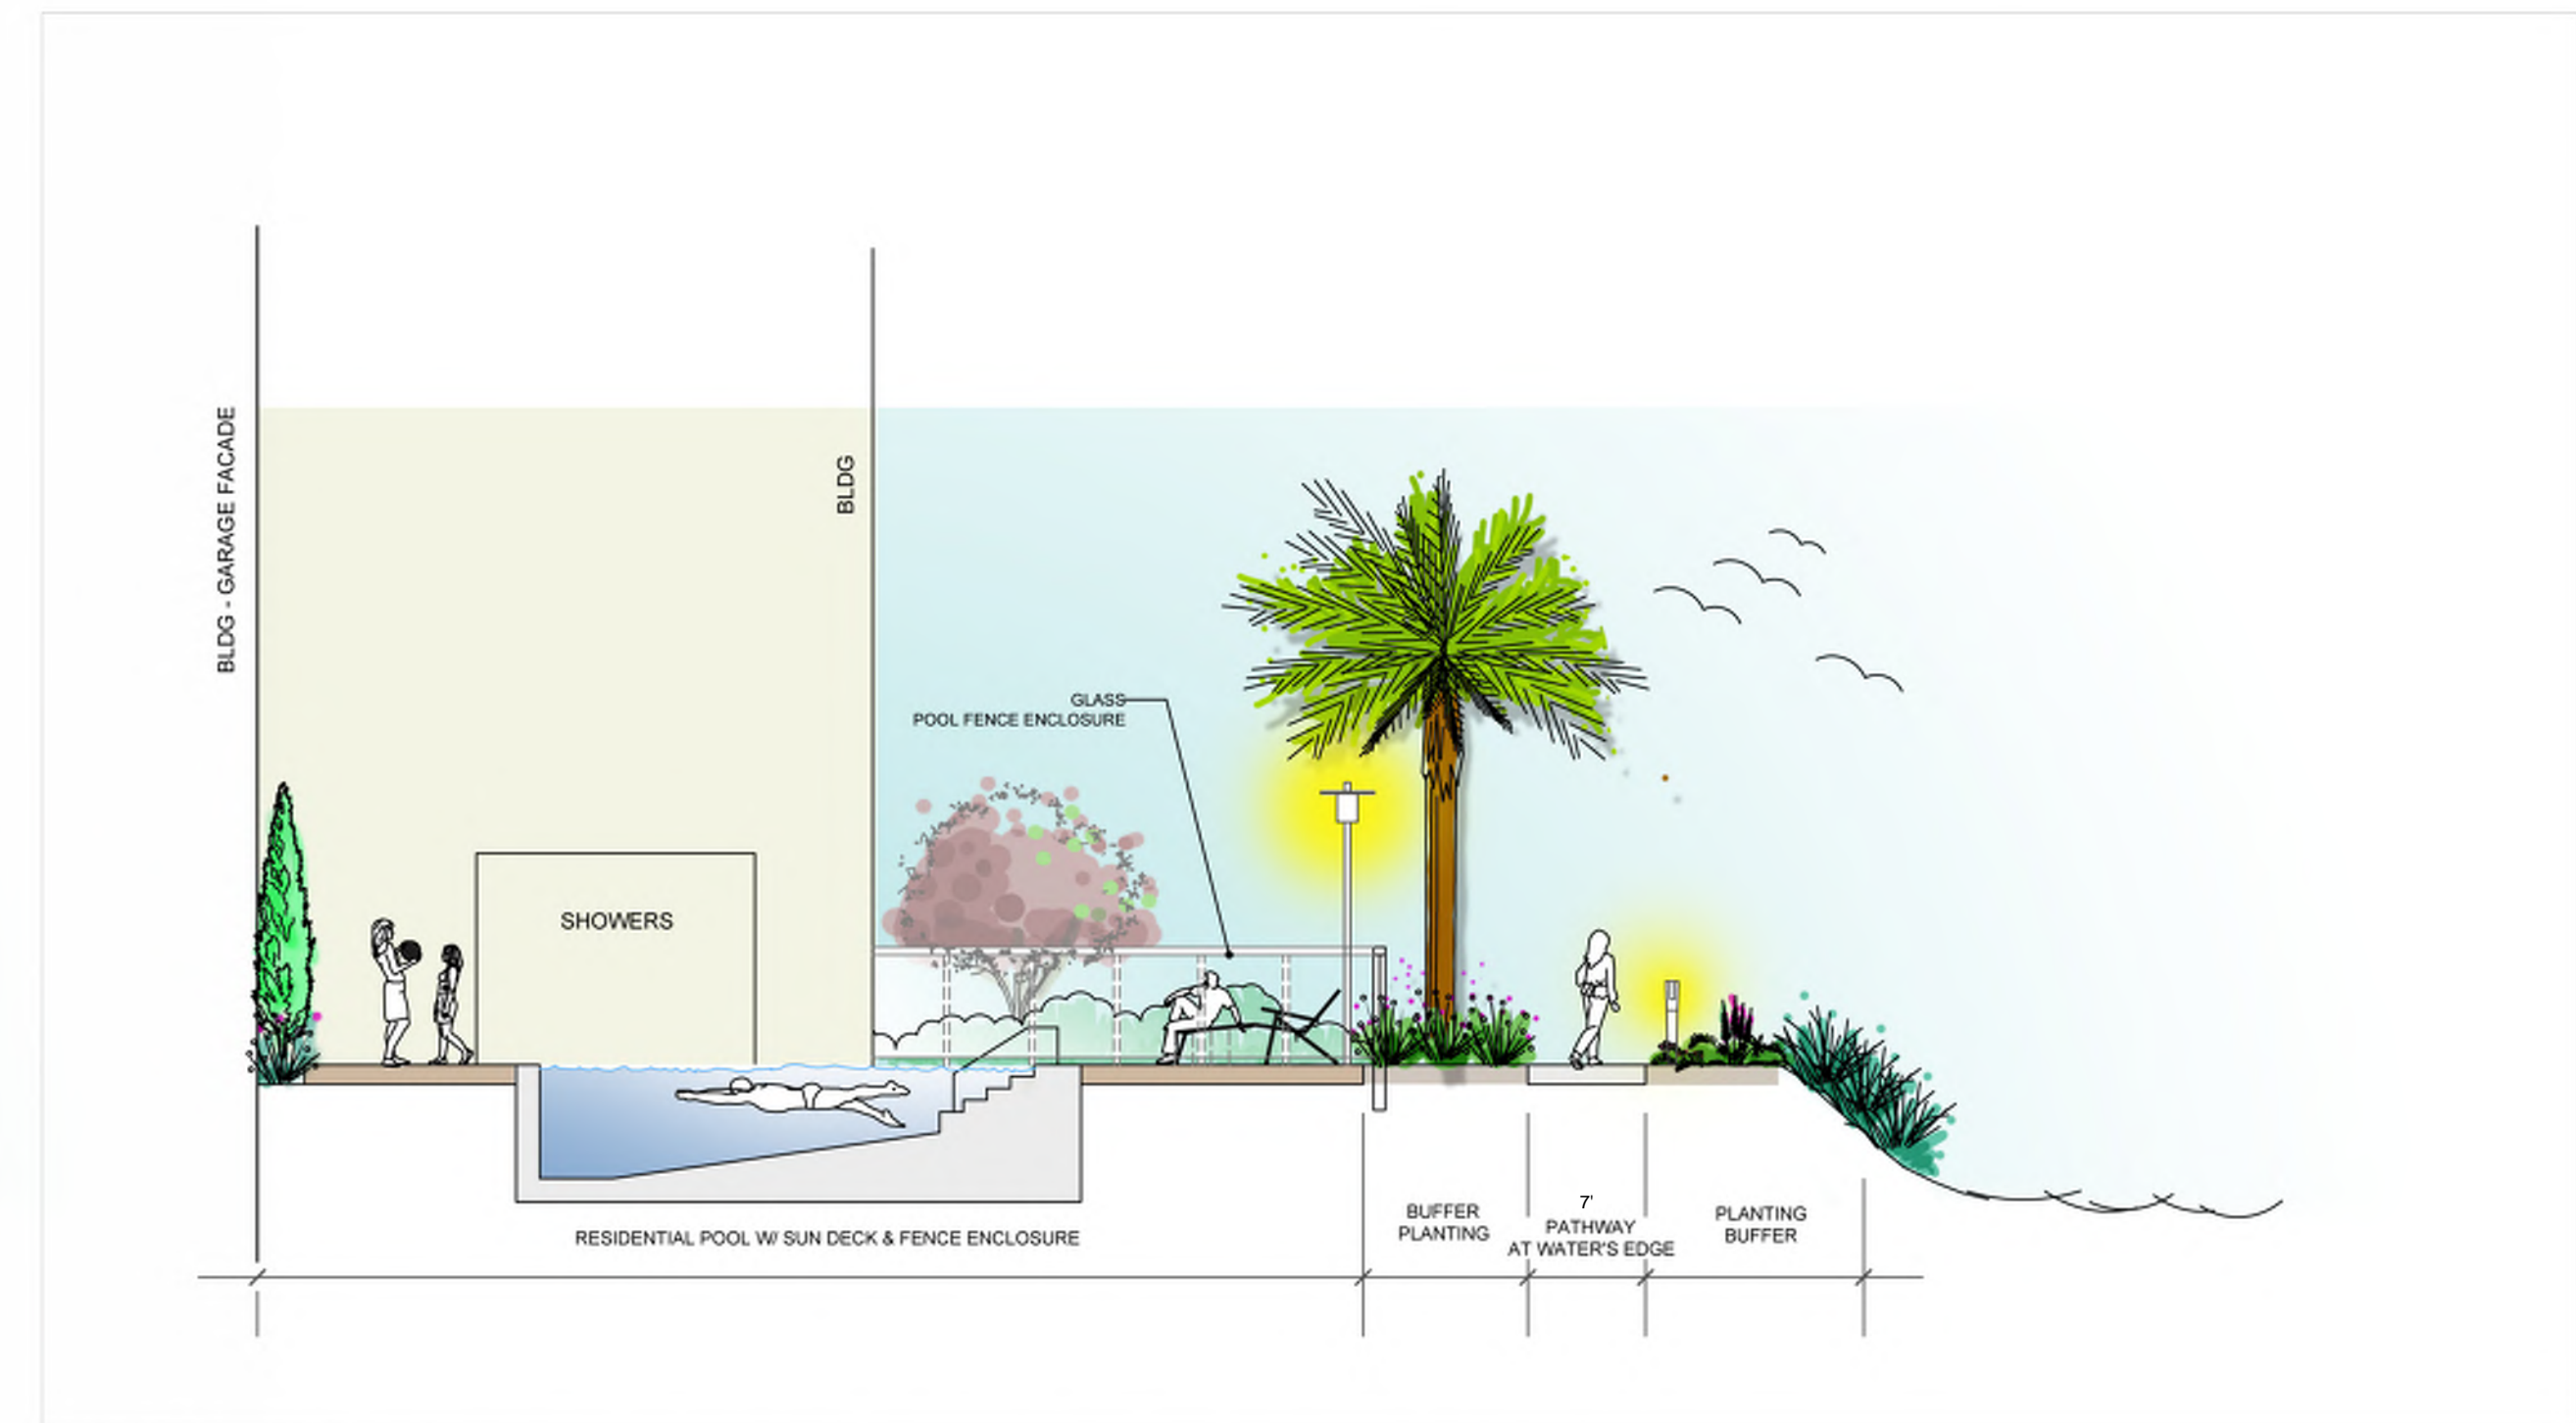 BLDG - GARAGE FACADE
BLDG
GLASS
POOL FENCE ENCLOSURE
SHOWERS
RESIDENTIAL POOL W/ SUN DECK & FENCE ENCLOSURE
BUFFER
PLANTING
7'
PATHWAY
AT WATER'S EDGE
PLANTING
BUFFER